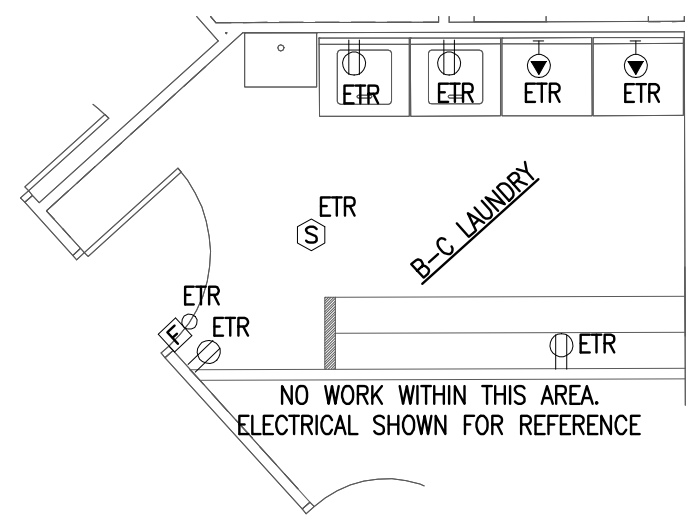 ETR
ETR
ETR
ETR
ETR
S
B-C LAUNDRY
ETR
F
ETR
ETR
NO WORK WITHIN THIS AREA.
ELECTRICAL SHOWN FOR REFERENCE